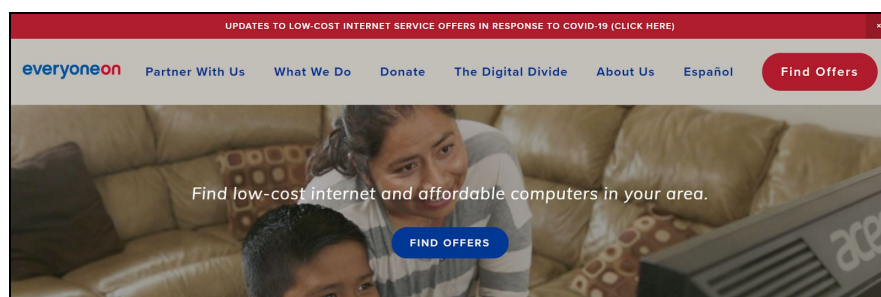 UPDATES TO LOW-COST INTERNET SERVICE OFFERS IN RESPONSE TO COVID-19 (CLICK HERE)
everyoneon Partner With Us What We Do Donate The Digital Divide About Us Español Find Offers
Find low-cost internet and affordable computers in your area.
FIND OFFERS
acer